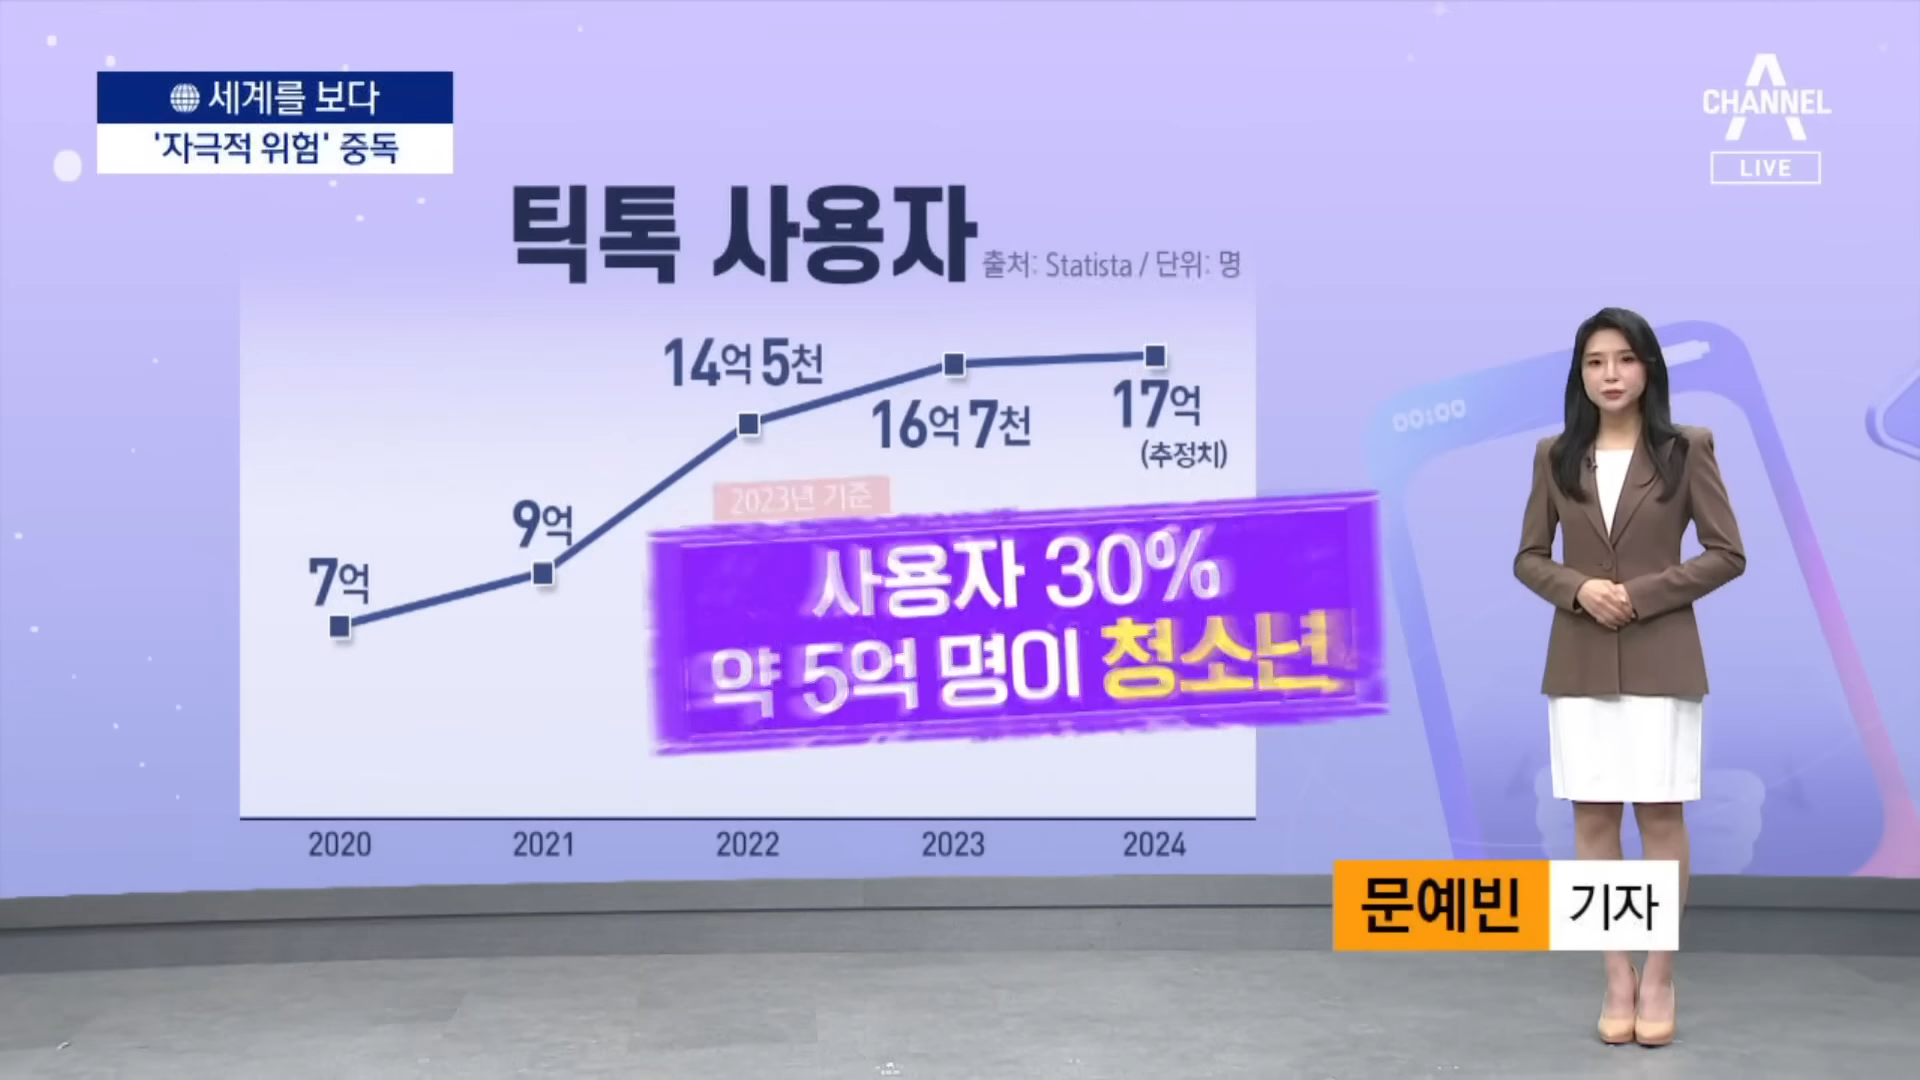 세계를 보다
'자극적 위험' 중독
CHANNEL A
LIVE
틱톡 사용자
출처: Statista / 단위: 명
7억
9억
14억 5천
16억 7천
17억
(추정치)
2023년 기준
사용자 30%
약 5억 명이 청소년
00:00
2020 2021 2022 2023 2024
문예빈 기자